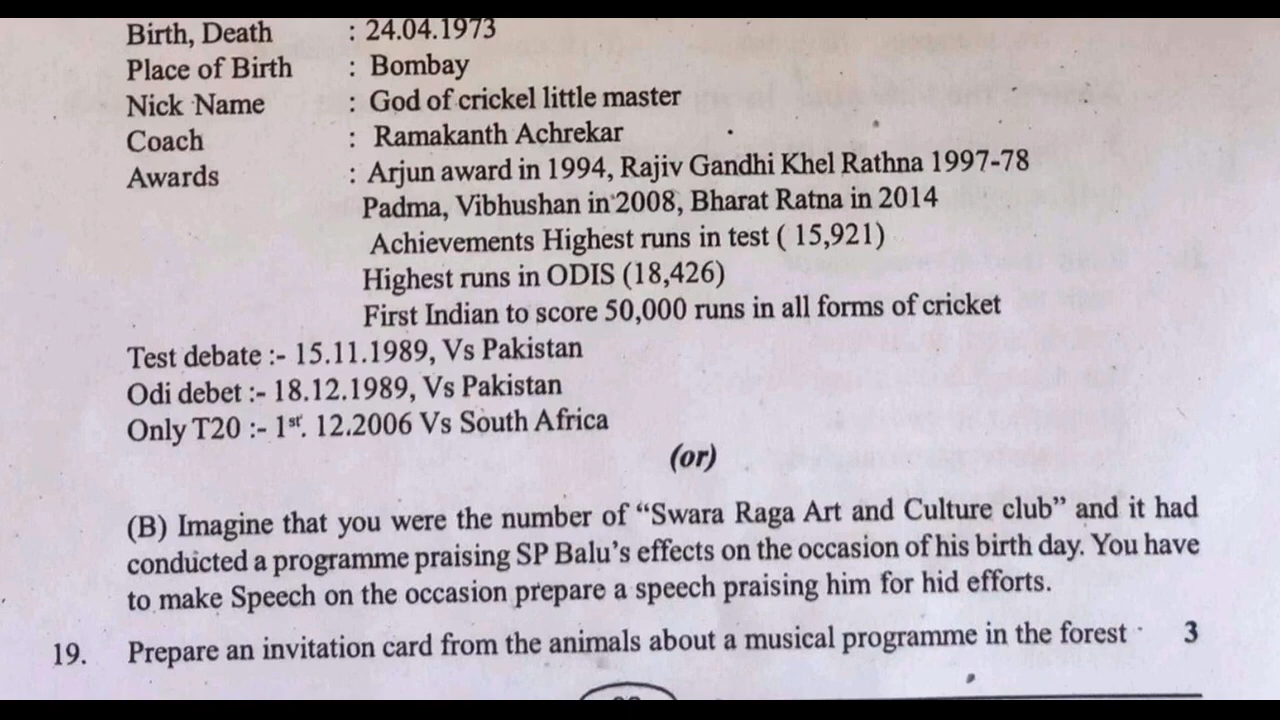 Birth, Death : 24.04.1973
Place of Birth : Bombay
Nick Name : God of crickel little master
Coach : Ramakanth Achrekar
Awards : Arjun award in 1994, Rajiv Gandhi Khel Rathna 1997-78
Padma, Vibhushan in 2008, Bharat Ratna in 2014
Achievements Highest runs in test ( 15,921)
Highest runs in ODIS (18,426)
First Indian to score 50,000 runs in all forms of cricket
Test debate :- 15.11.1989, Vs Pakistan
Odi debet :- 18.12.1989, Vs Pakistan
Only T20 :- 1st. 12.2006 Vs South Africa
(or)
(B) Imagine that you were the number of “Swara Raga Art and Culture club” and it had
conducted a programme praising SP Balu’s effects on the occasion of his birth day. You have
to make Speech on the occasion prepare a speech praising him for hid efforts.
19. Prepare an invitation card from the animals about a musical programme in the forest 3